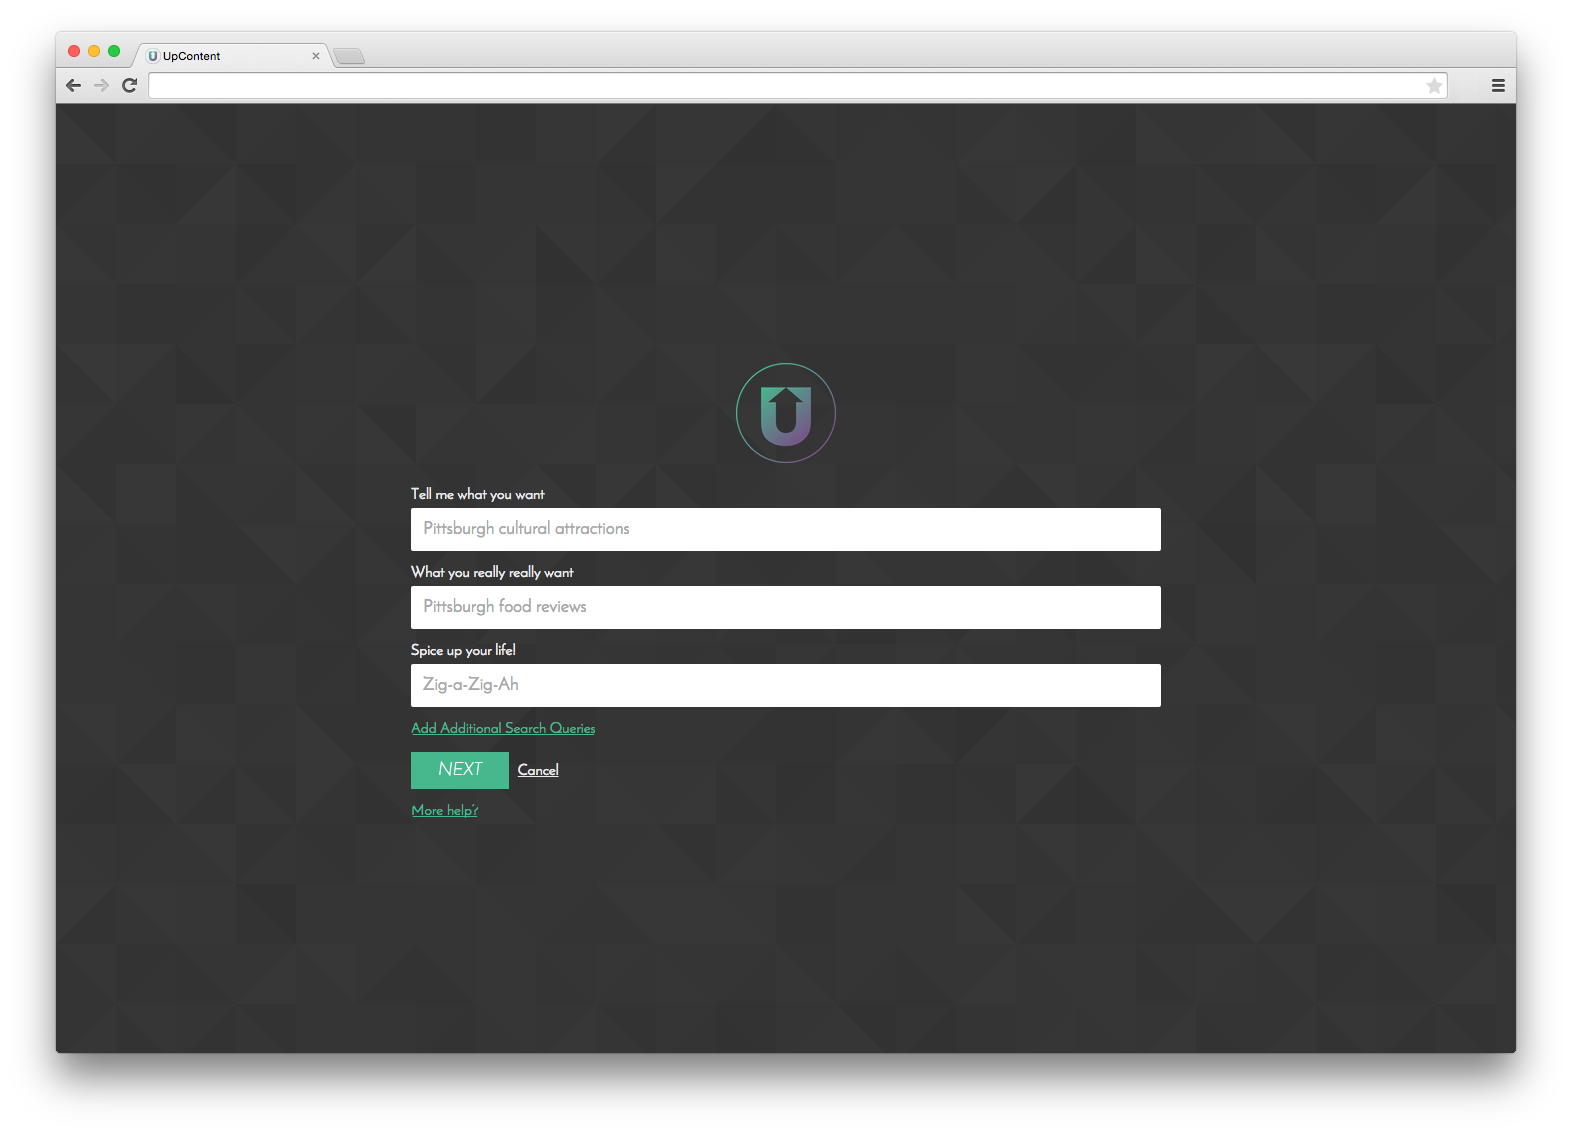 UpContent
Tell me what you want
Pittsburgh cultural attractions
What you really really want
Pittsburgh food reviews
Spice up your life!
Zig-a-Zig-Ah
Add Additional Search Queries
NEXT Cancel
More help?